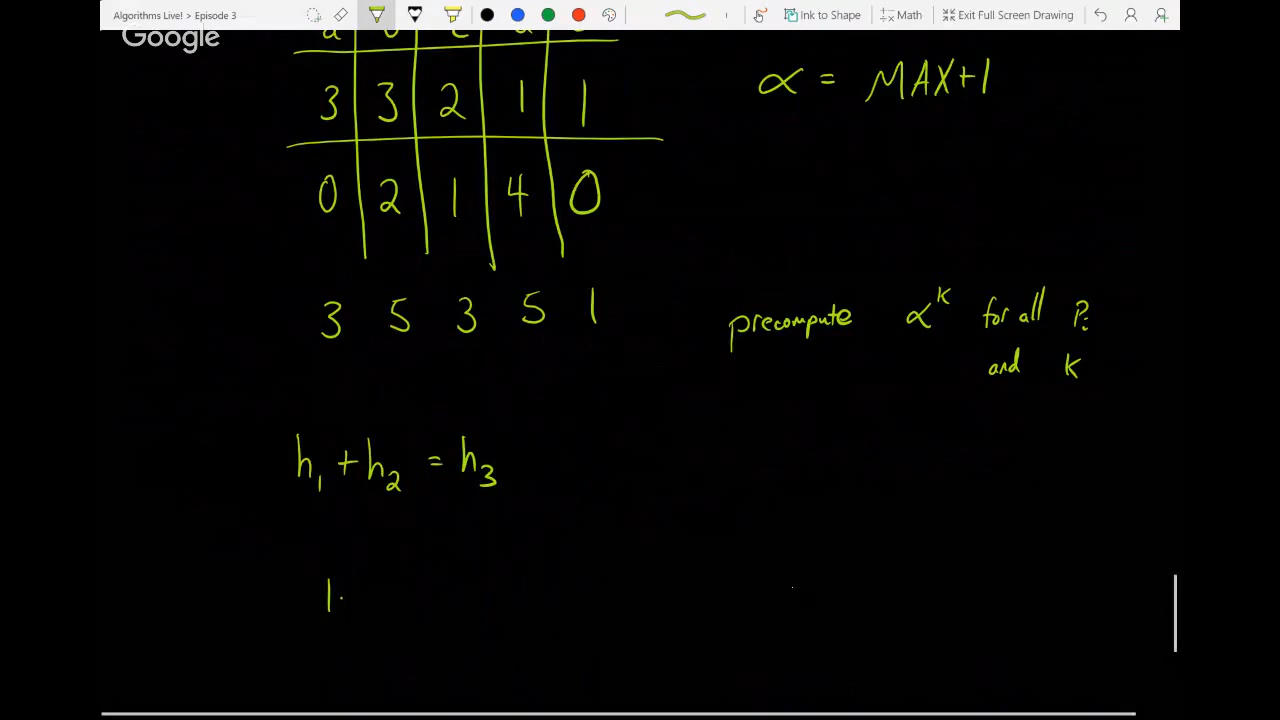 Algorithms Live! > Episode 3
Ink to Shape
Math
Exit Full Screen Drawing
Google
α = MAX+1
3 3 2 1 1
0 2 1 4 0
3 5 3 5 1
precompute α^k for all P_i
and k
h₁ + h₂ = h₃